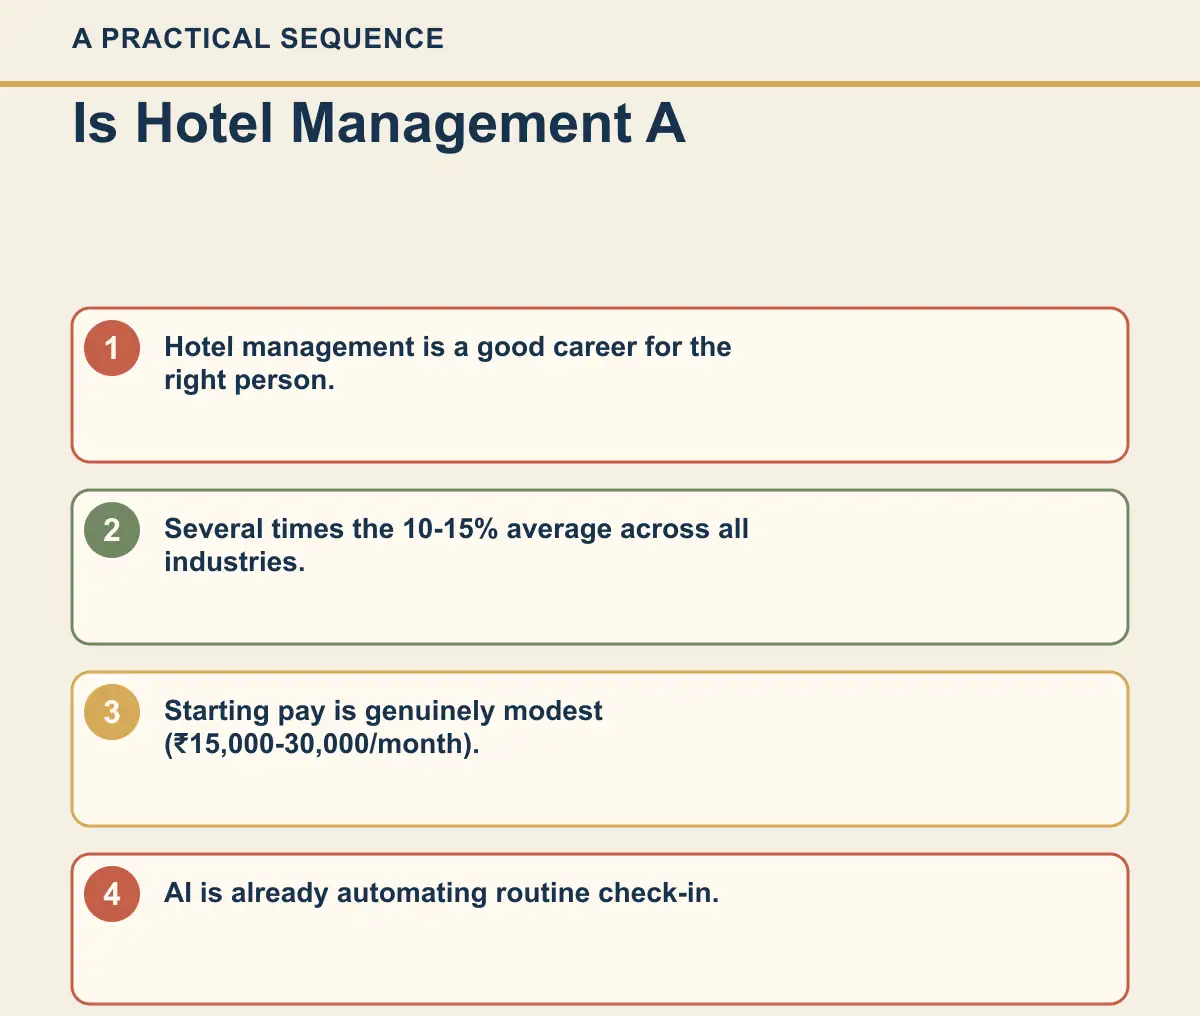 A PRACTICAL SEQUENCE
Is Hotel Management A
1
Hotel management is a good career for the
right person.
2
Several times the 10-15% average across all
industries.
3
Starting pay is genuinely modest
(₹15,000-30,000/month).
4
AI is already automating routine check-in.